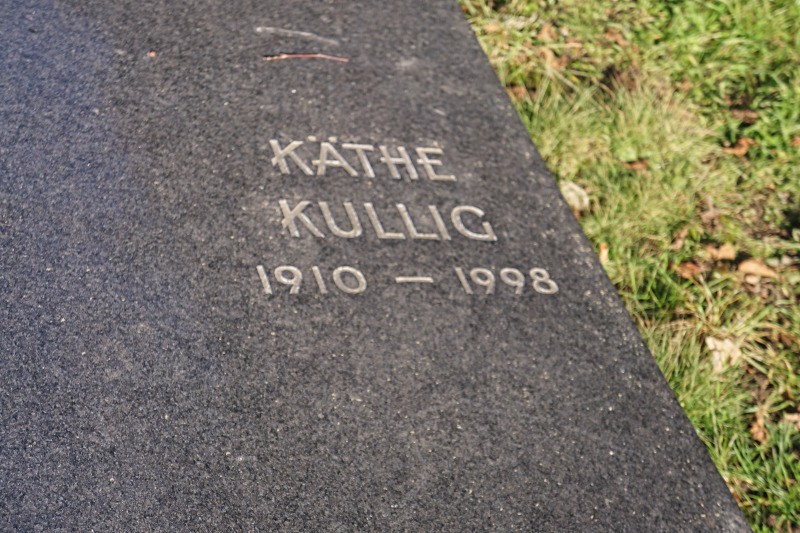 KÄTHE
KULLIG
1910 – 1998